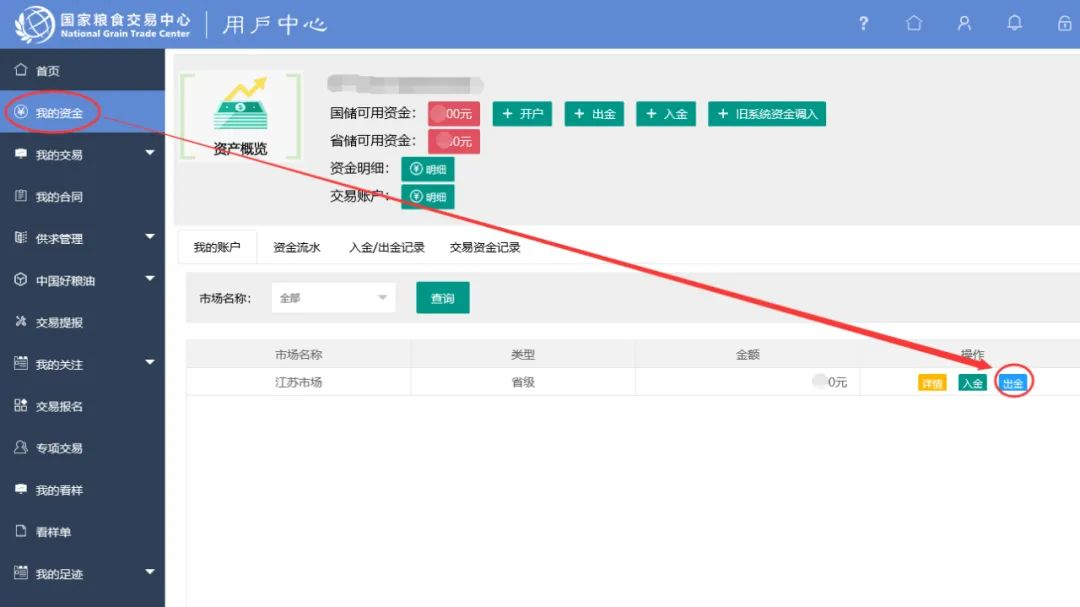 国家粮食交易中心
National Grain Trade Center
用户中心
?
首页
我的资金
我的交易
我的合同
供求管理
中国好粮油
交易提报
我的关注
交易报名
专项交易
我的看样
看样单
我的足迹
资产概览
国储可用资金： 00元 + 开户 + 出金 + 入金 + 旧系统资金调入
省储可用资金： 0元
资金明细： 明细
交易账户： 明细
我的账户 资金流水 入金/出金记录 交易资金记录
市场名称： 全部 查询
市场名称 类型 金额 操作
江苏市场 省级 0元 详情 入金 出金